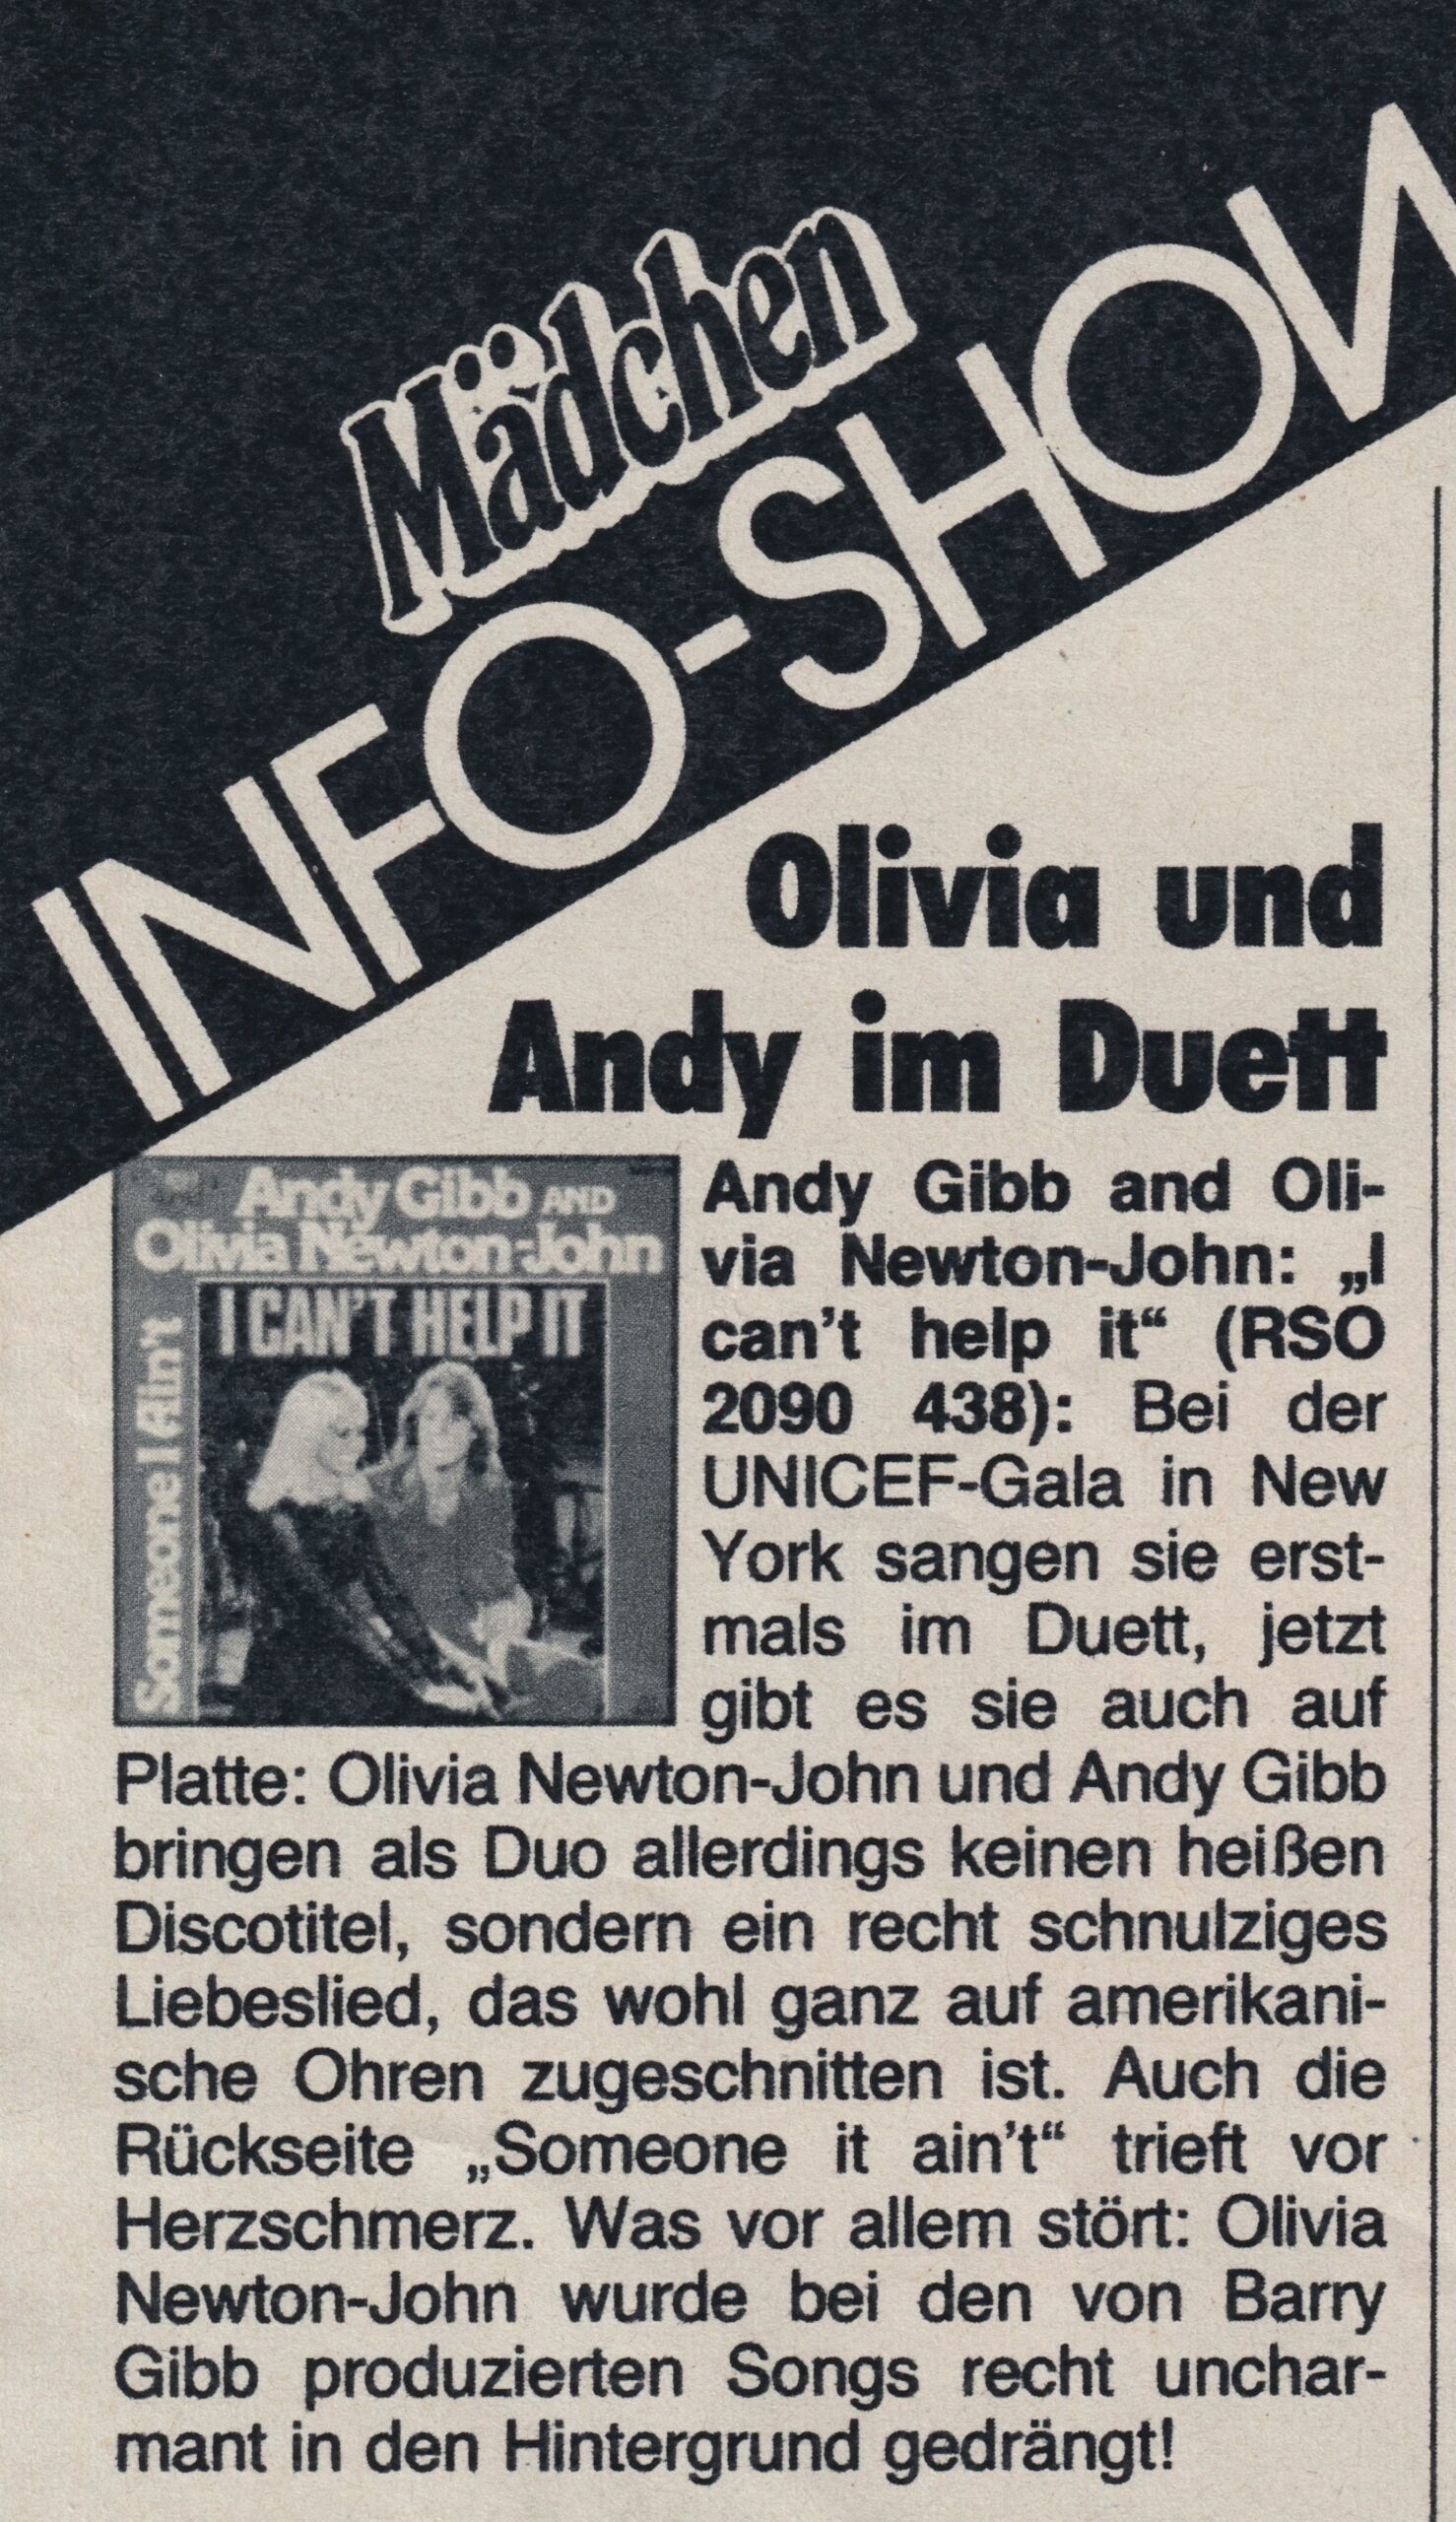 Mädchen
INFO-SHOW
Olivia und
Andy im Duett
Andy Gibb AND
Olivia Newton-John
I CAN'T HELP IT
Someone I Ain't
Andy Gibb and Oli-
via Newton-John: „I
can't help it“ (RSO
2090 438): Bei der
UNICEF-Gala in New
York sangen sie erst-
mals im Duett, jetzt
gibt es sie auch auf
Platte: Olivia Newton-John und Andy Gibb
bringen als Duo allerdings keinen heißen
Discotitel, sondern ein recht schnulziges
Liebeslied, das wohl ganz auf amerikani-
sche Ohren zugeschnitten ist. Auch die
Rückseite „Someone it ain't“ trieft vor
Herzschmerz. Was vor allem stört: Olivia
Newton-John wurde bei den von Barry
Gibb produzierten Songs recht unchar-
mant in den Hintergrund gedrängt!